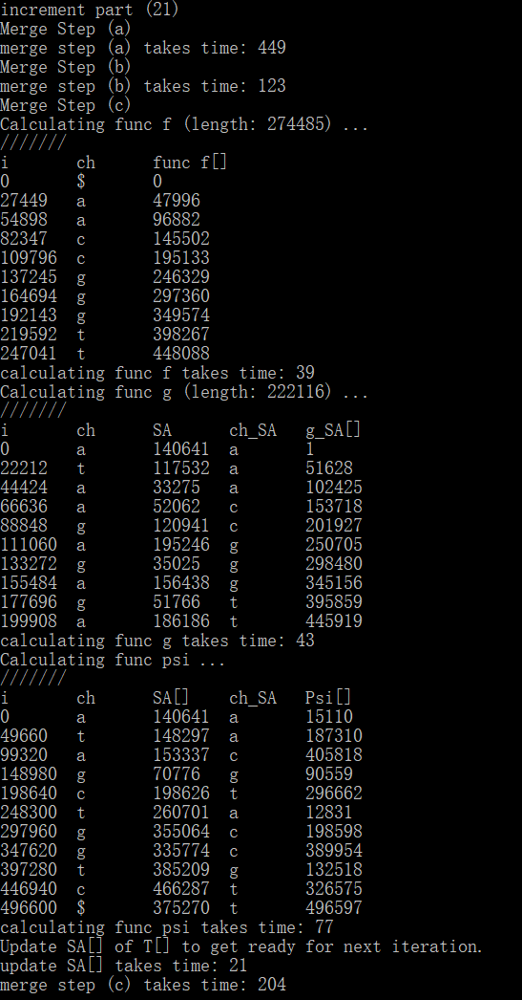 increment part (21)
Merge Step (a)
merge step (a) takes time: 449
Merge Step (b)
merge step (b) takes time: 123
Merge Step (c)
Calculating func f (length: 274485) ...
///////
i ch func f[]
0 $ 0
27449 a 47996
54898 a 96882
82347 c 145502
109796 c 195133
137245 g 246329
164694 g 297360
192143 g 349574
219592 t 398267
247041 t 448088
calculating func f takes time: 39
Calculating func g (length: 222116) ...
///////
i ch SA ch_SA g_SA[]
0 a 140641 a 1
22212 t 117532 a 51628
44424 a 33275 a 102425
66636 a 52062 c 153718
88848 g 120941 c 201927
111060 a 195246 g 250705
133272 g 35025 g 298480
155484 a 156438 g 345156
177696 g 51766 t 395859
199908 a 186186 t 445919
calculating func g takes time: 43
Calculating func psi ...
///////
i ch SA[] ch_SA Psi[]
0 a 140641 a 15110
49660 t 148297 a 187310
99320 a 153337 c 405818
148980 g 70776 g 90559
198640 c 198626 t 296662
248300 t 260701 a 12831
297960 g 355064 c 198598
347620 g 335774 c 389954
397280 t 385209 g 132518
446940 c 466287 t 326575
496600 $ 375270 t 496597
calculating func psi takes time: 77
Update SA[] of T[] to get ready for next iteration.
update SA[] takes time: 21
merge step (c) takes time: 204